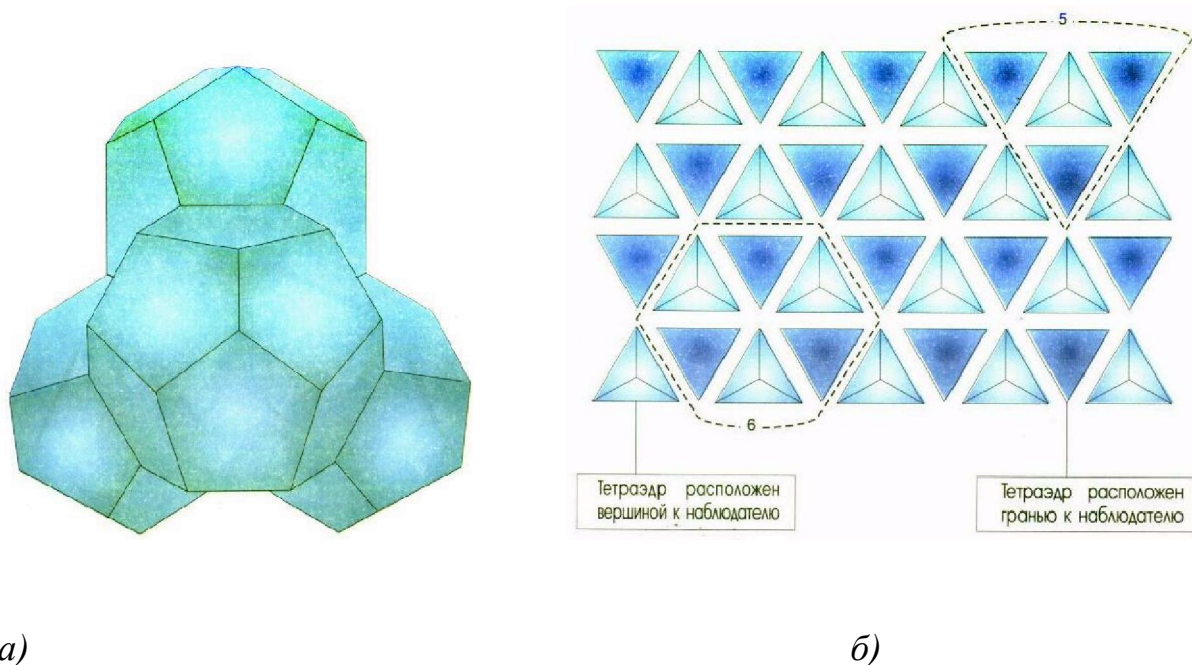 5
6
Тетраэдр расположен
вершиной к наблюдателю
Тетраэдр расположен
гранью к наблюдателю
а)
б)